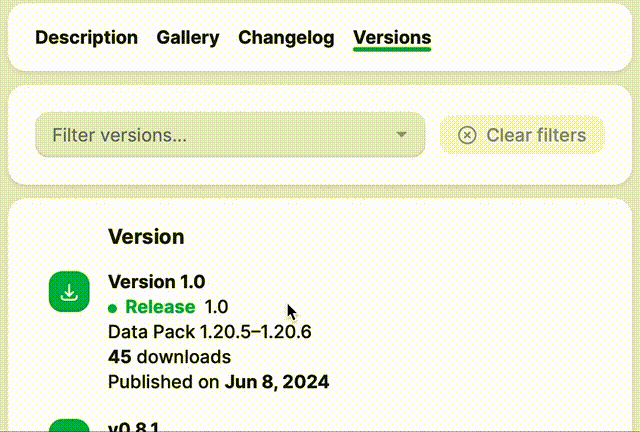 Description Gallery Changelog Versions
Filter versions... Clear filters
Version
Version 1.0
Release 1.0
Data Pack 1.20.5–1.20.6
45 downloads
Published on Jun 8, 2024
v0.8.1